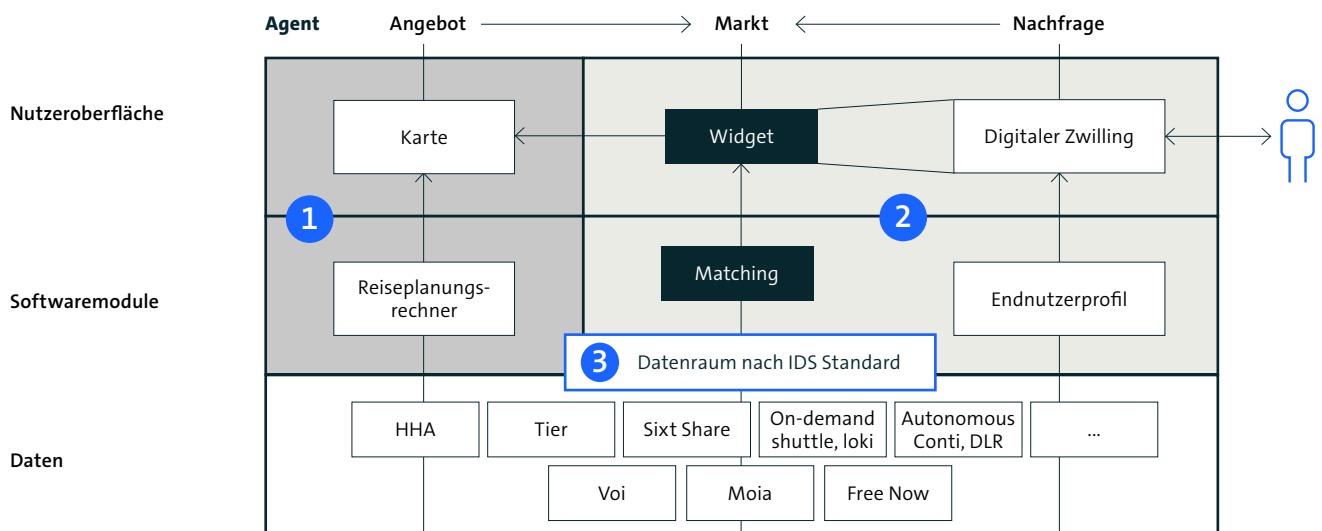 Agent
Angebot
Markt
Nachfrage
Nutzeroberfläche
Karte
Widget
Digitaler Zwilling
1
2
Softwaremodule
Reiseplanungs-
rechner
Matching
Endnutzerprofil
3 Datenraum nach IDS Standard
Daten
HHA
Tier
Sixt Share
On-demand
shuttle, loki
Autonomous
Conti, DLR
...
Voi
Moia
Free Now